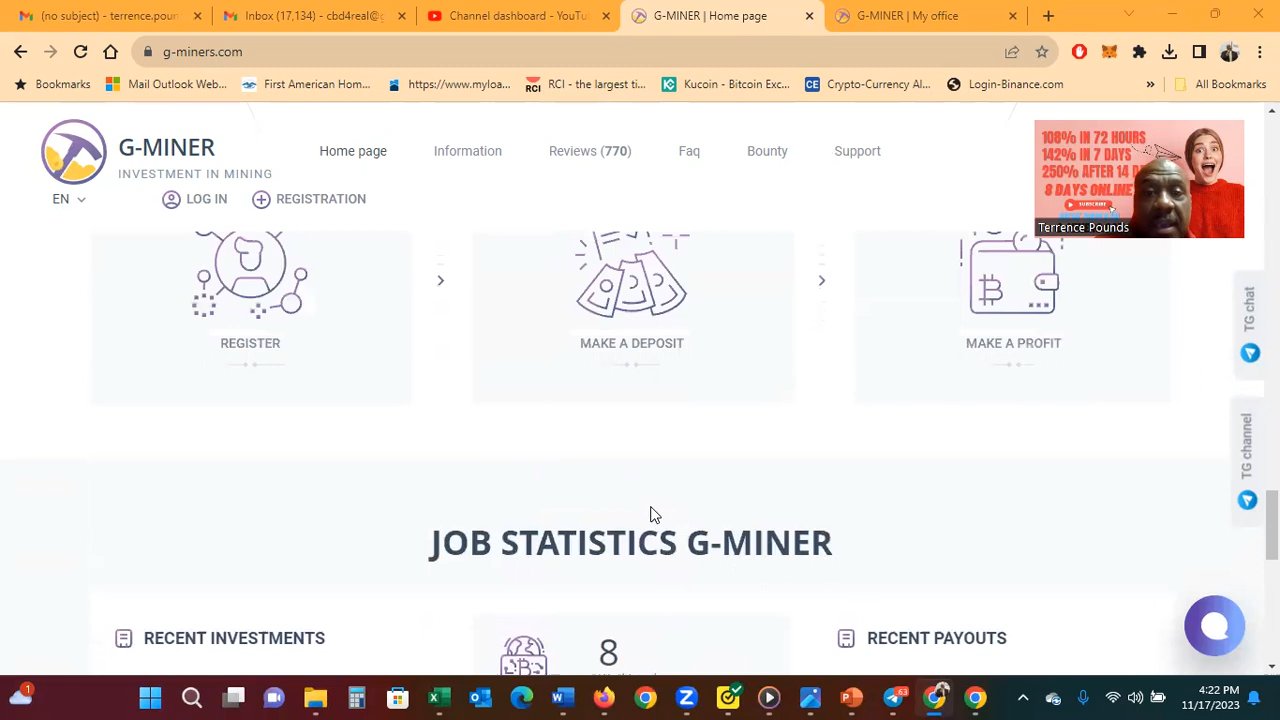 (no subject) - terrence.poun
Inbox (17,134) - cbd4real@g
Channel dashboard - YouTu
G-MINER | Home page
G-MINER | My office
g-miners.com
Bookmarks
Mail Outlook Web...
First American Hom...
https://www.myloa...
RCI - the largest ti...
Kucoin - Bitcoin Exc...
Crypto-Currency Al...
Login-Binance.com
All Bookmarks
G-MINER
INVESTMENT IN MINING
Home page
Information
Reviews (770)
Faq
Bounty
Support
EN
LOG IN
REGISTRATION
108% IN 72 HOURS
142% IN 7 DAYS
250% AFTER 14 D
8 DAYS ONLINE
SUBSCRIBE
Terrence Pounds
REGISTER
MAKE A DEPOSIT
MAKE A PROFIT
TG chat
TG channel
JOB STATISTICS G-MINER
RECENT INVESTMENTS
8
RECENT PAYOUTS
4:22 PM
11/17/2023